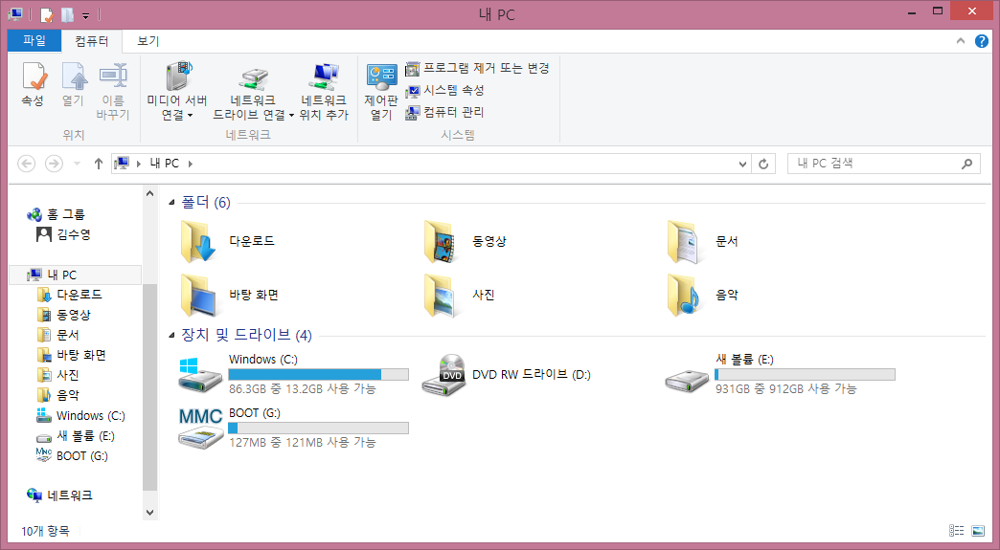 내 PC
파일 컴퓨터 보기
속성
열기
이름
바꾸기
위치
미디어 서버
연결
네트워크
드라이브 연결
네트워크
위치 추가
네트워크
제어판
열기
프로그램 제거 또는 변경
시스템 속성
컴퓨터 관리
시스템
내 PC
내 PC 검색
홈 그룹
김수영
내 PC
다운로드
동영상
문서
바탕 화면
사진
음악
Windows (C:)
새 볼륨 (E:)
BOOT (G:)
네트워크
폴더 (6)
다운로드
동영상
문서
바탕 화면
사진
음악
장치 및 드라이브 (4)
Windows (C:)
86.3GB 중 13.2GB 사용 가능
DVD
DVD RW 드라이브 (D:)
새 볼륨 (E:)
931GB 중 912GB 사용 가능
MMC
BOOT (G:)
127MB 중 121MB 사용 가능
10개 항목